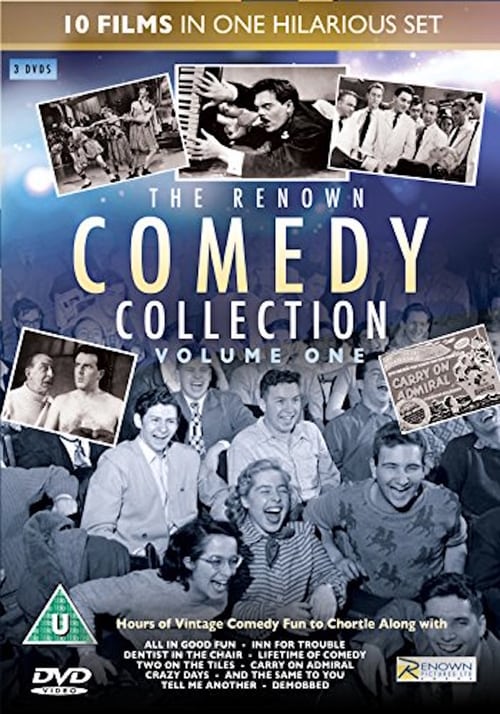 10 FILMS IN ONE HILARIOUS SET
3 DVDS
THE RENOWN
COMEDY
COLLECTION
VOLUME ONE
CARRY ON
ADMIRAL
U
Hours of Vintage Comedy Fun to Chortle Along with
ALL IN GOOD FUN - INN FOR TROUBLE
DENTIST IN THE CHAIR - LIFETIME OF COMEDY
TWO ON THE TILES - CARRY ON ADMIRAL
CRAZY DAYS - AND THE SAME TO YOU
TELL ME ANOTHER - DEMOBBED
DVD
VIDEO
RENOWN
PICTURES LTD